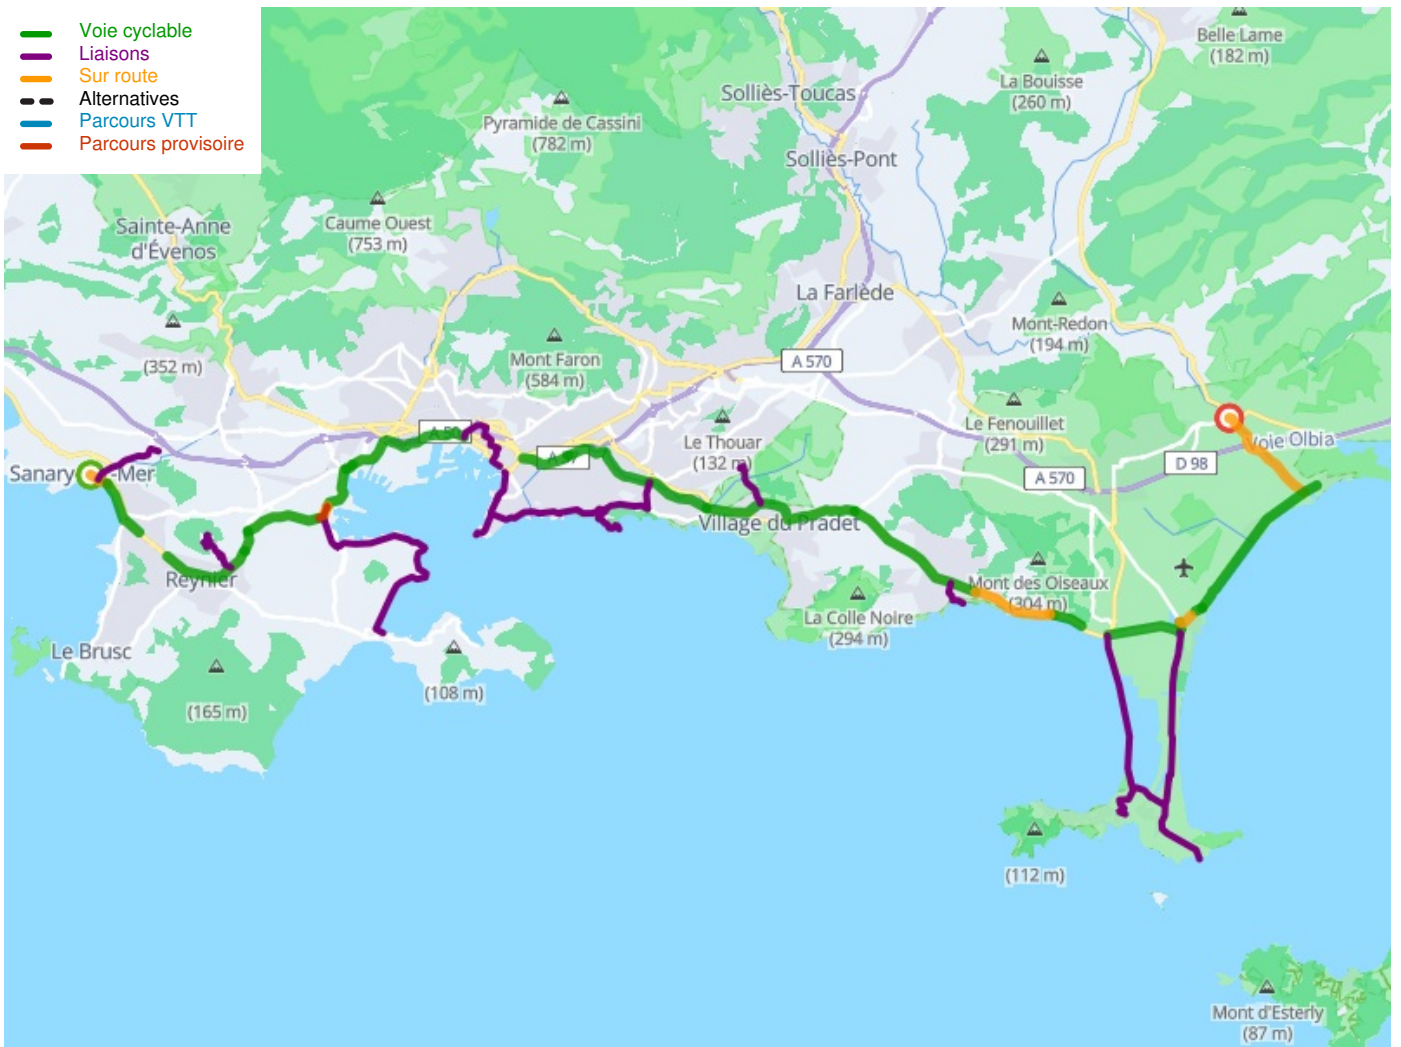 Voie cyclable
Liaisons
Sur route
Alternatives
Parcours VTT
Parcours provisoire
Belle Lame
(182 m)
La Bouisse
(260 m)
Solliès-Toucas
Pyramide de Cassini
(782 m)
Solliès-Pont
Sainte-Anne
d'Évenos
Caume Ouest
(753 m)
La Farlède
Mont-Redon
(194 m)
(352 m)
Mont Faron
(584 m)
A 570
Le Fenouillet
(291 m)
A 50
Le Thouar
(132 m)
Voie Olbia
D 98
A 570
Sanary
-Mer
Village du Pradet
Reynier
Mont des Oiseaux
(304 m)
La Colle Noire
(294 m)
Le Brusc
(108 m)
(165 m)
(112 m)
Mont d'Esterly
(87 m)